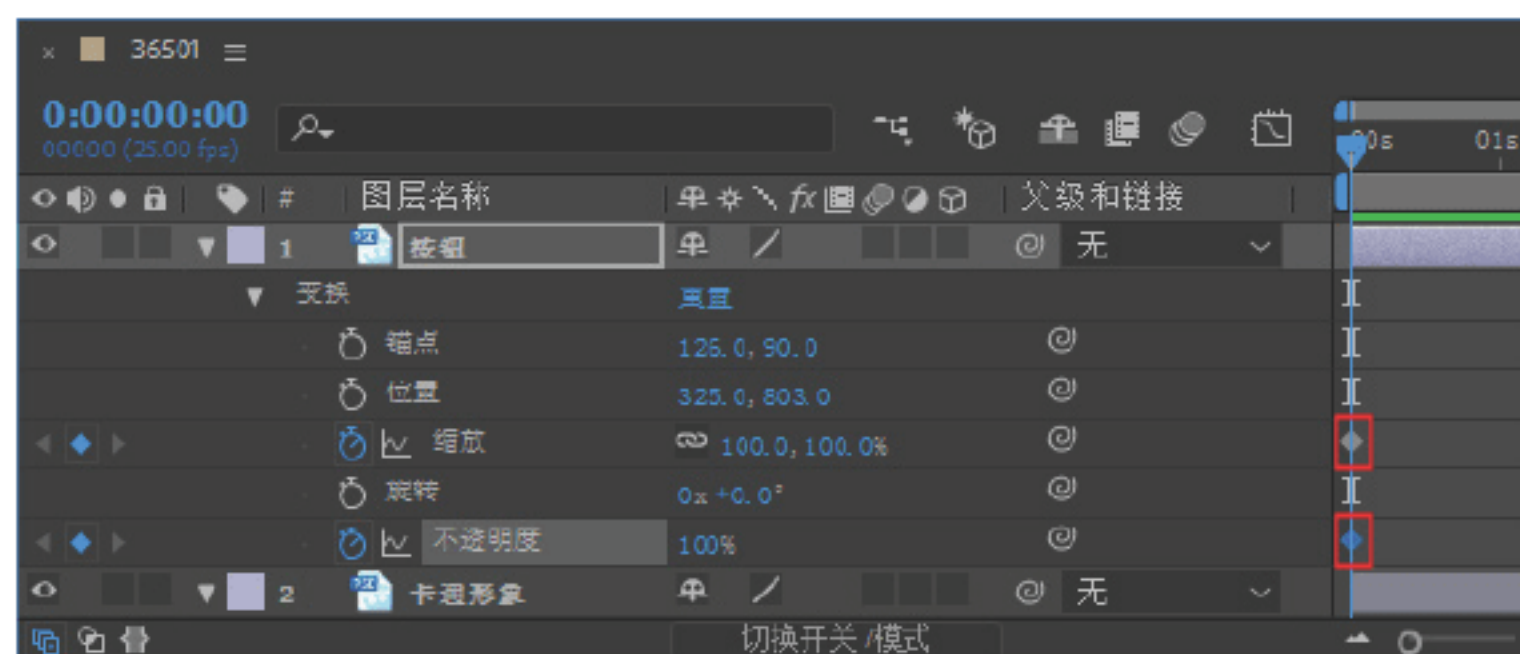 36501
0:00:00:00
00000 (25.00 fps)
00s 01s
# 图层名称 fx 父级和链接
1 按钮 无
变换 重置
锚点 126.0, 90.0
位置 325.0, 803.0
缩放 100.0, 100.0%
旋转 0x +0.0°
不透明度 100%
2 卡通形象 无
切换开关/模式